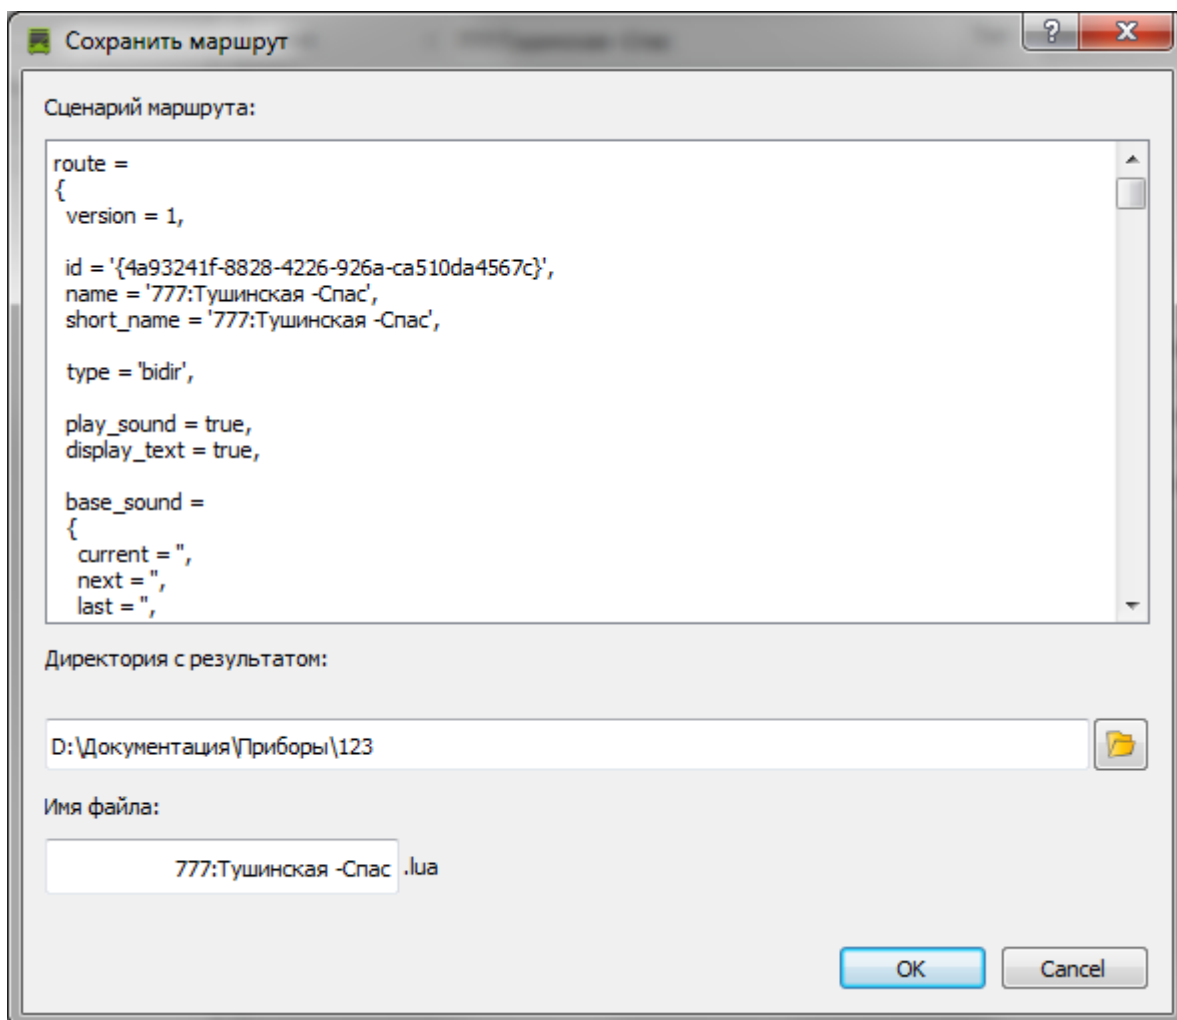 Сохранить маршрут
Сценарий маршрута:
route =
{
version = 1,
id = '{4a93241f-8828-4226-926a-ca510da4567c}',
name = '777:Тушинская -Спас',
short_name = '777:Тушинская -Спас',
type = 'bidir',
play_sound = true,
display_text = true,
base_sound =
{
current = '',
next = '',
last = '',
Директория с результатом:
D:\Документация\Приборы\123
Имя файла:
777:Тушинская -Спас .lua
OK Cancel